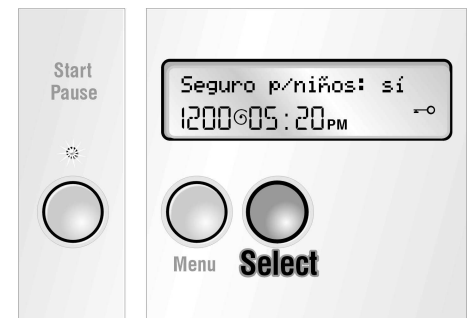 Start
Pause
Seguro p/niños: sí
1200 05:20PM
Menu
Select